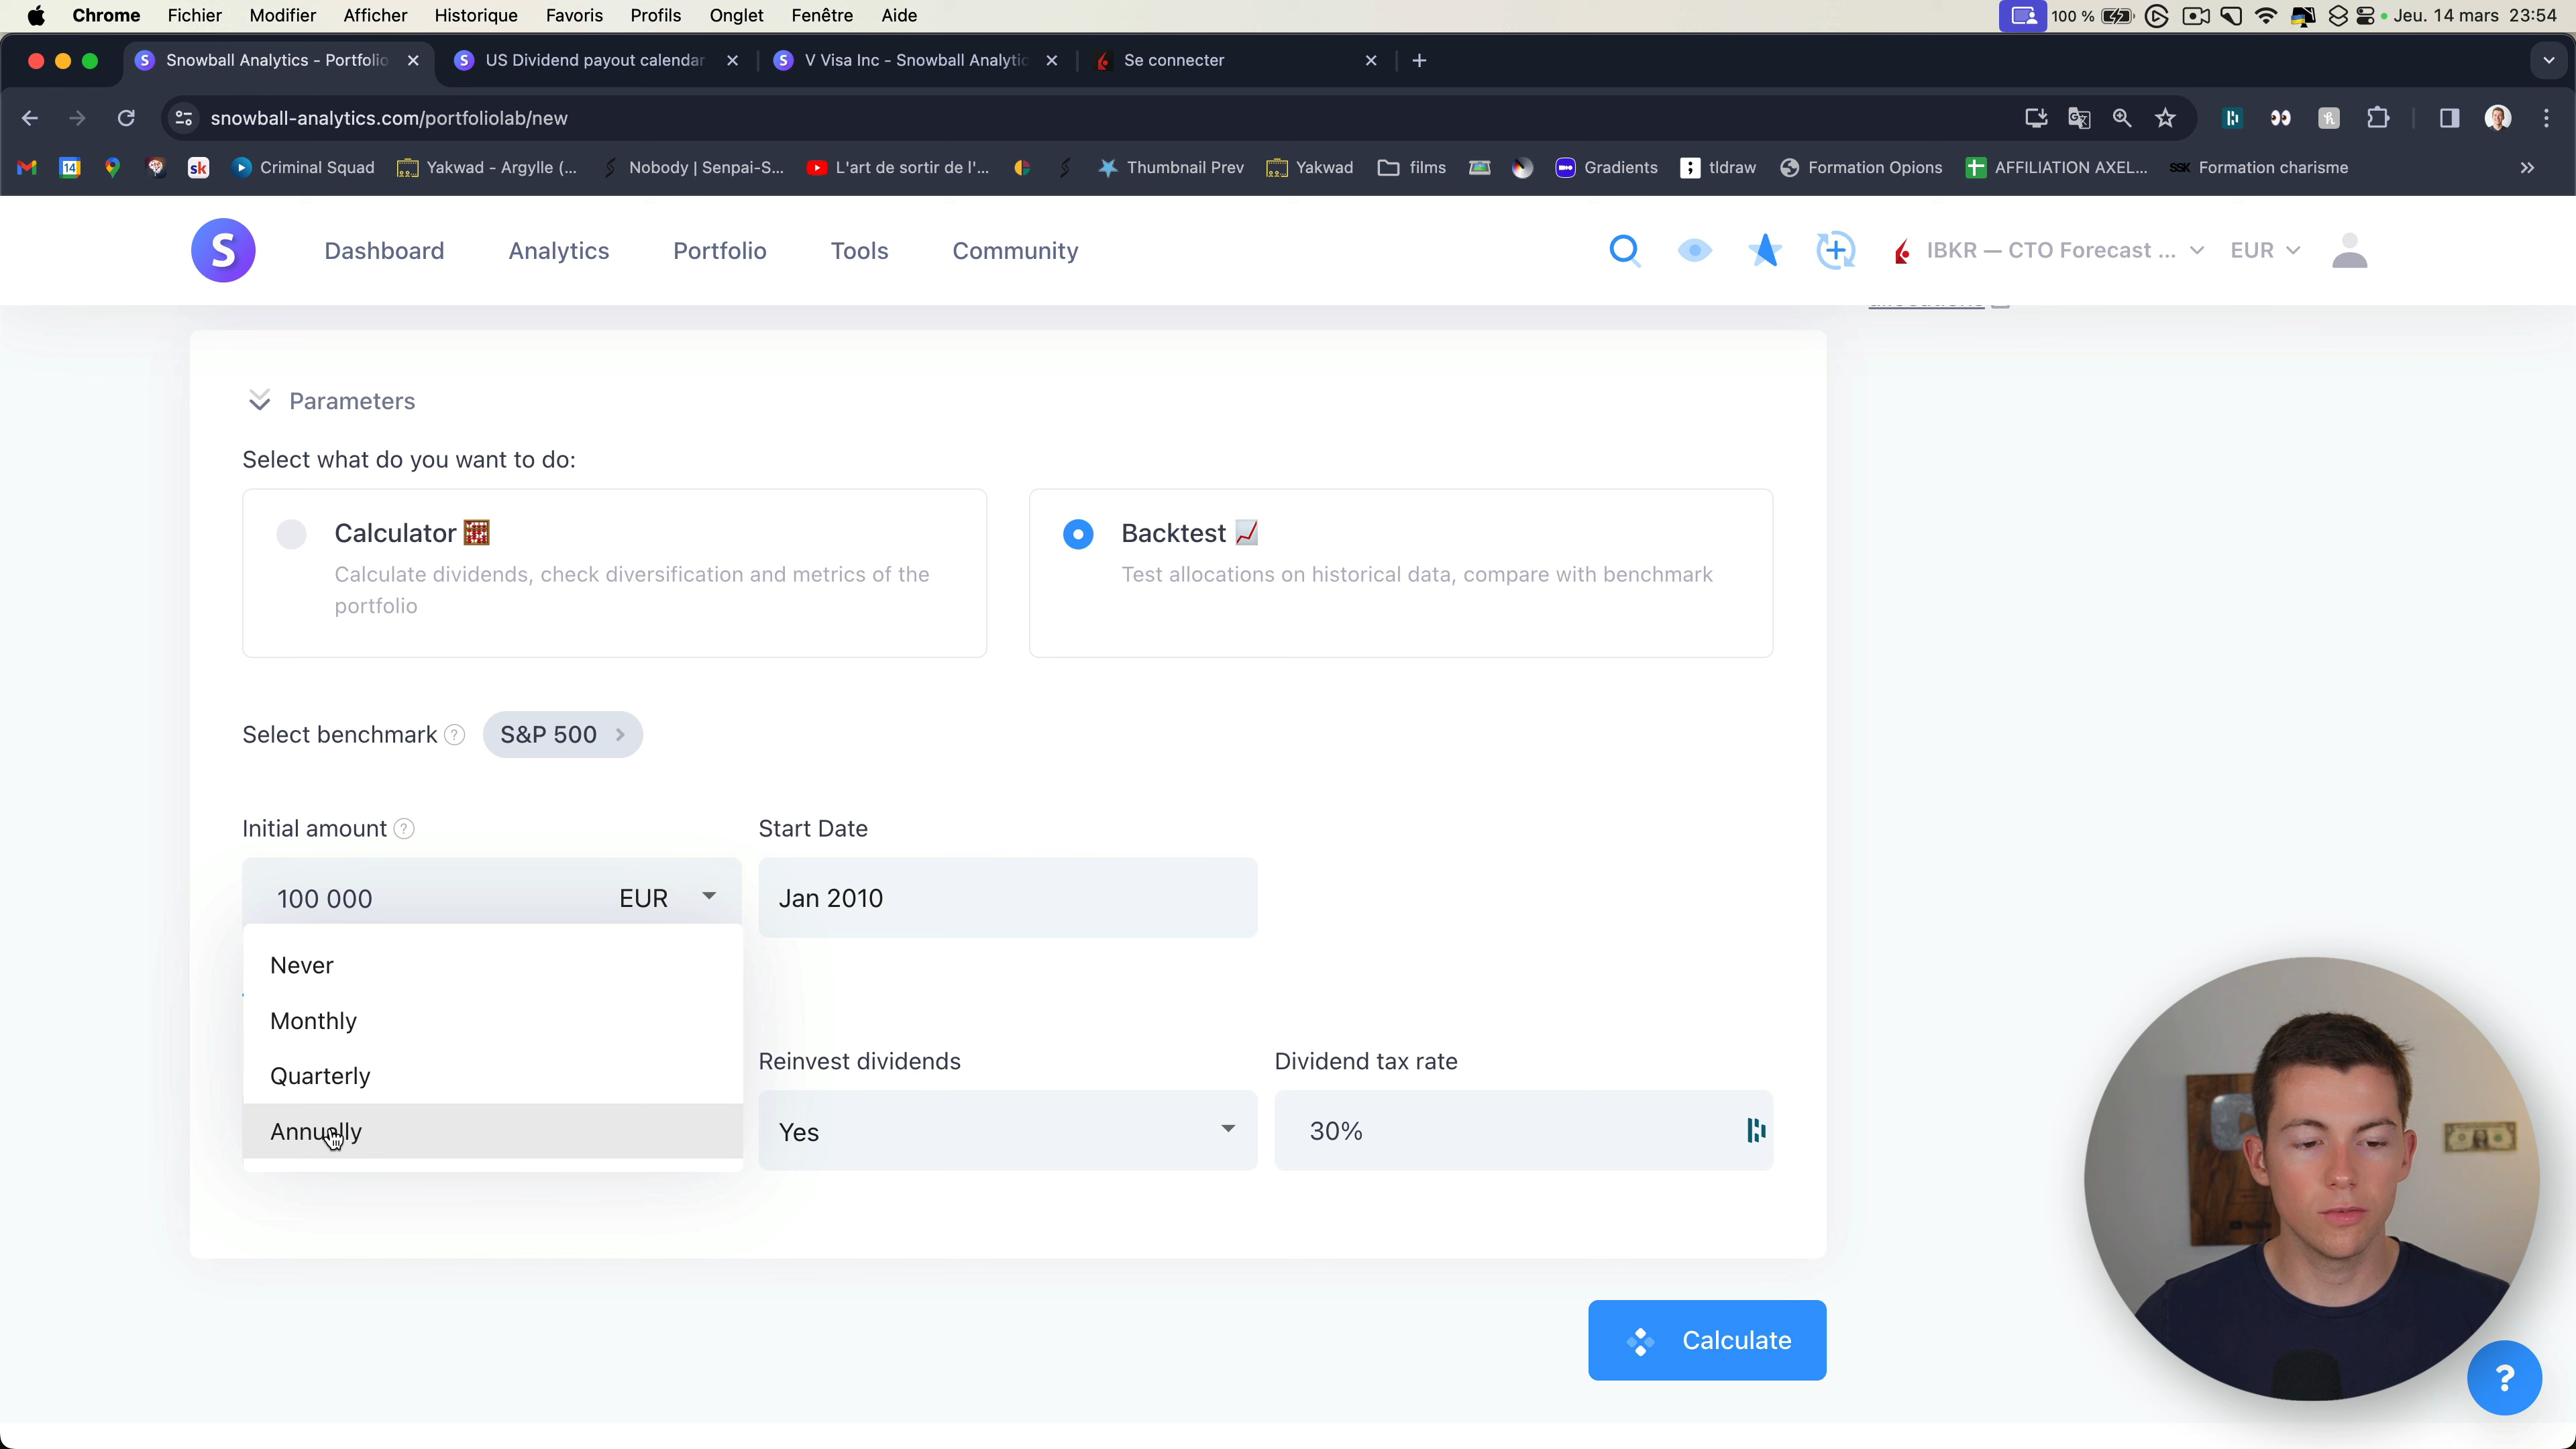 Chrome Fichier Modifier Afficher Historique Favoris Profils Onglet Fenêtre Aide 100 % Jeu. 14 mars 23:54
Snowball Analytics - Portfolio
US Dividend payout calendar
V Visa Inc - Snowball Analytic
Se connecter
snowball-analytics.com/portfoliolab/new
14 sk Criminal Squad Yakwad - Argylle (... Nobody | Senpai-S... L'art de sortir de l'... Thumbnail Prev Yakwad films Gradients tldraw Formation Opions AFFILIATION AXEL... SSK Formation charisme
S Dashboard Analytics Portfolio Tools Community IBKR — CTO Forecast ... EUR
Parameters
Select what do you want to do:
Calculator
Calculate dividends, check diversification and metrics of the
portfolio
Backtest
Test allocations on historical data, compare with benchmark
Select benchmark ? S&P 500
Initial amount ? Start Date
100 000 EUR Jan 2010
Never
Monthly
Quarterly
Annually
Reinvest dividends Dividend tax rate
Yes 30%
Calculate
?